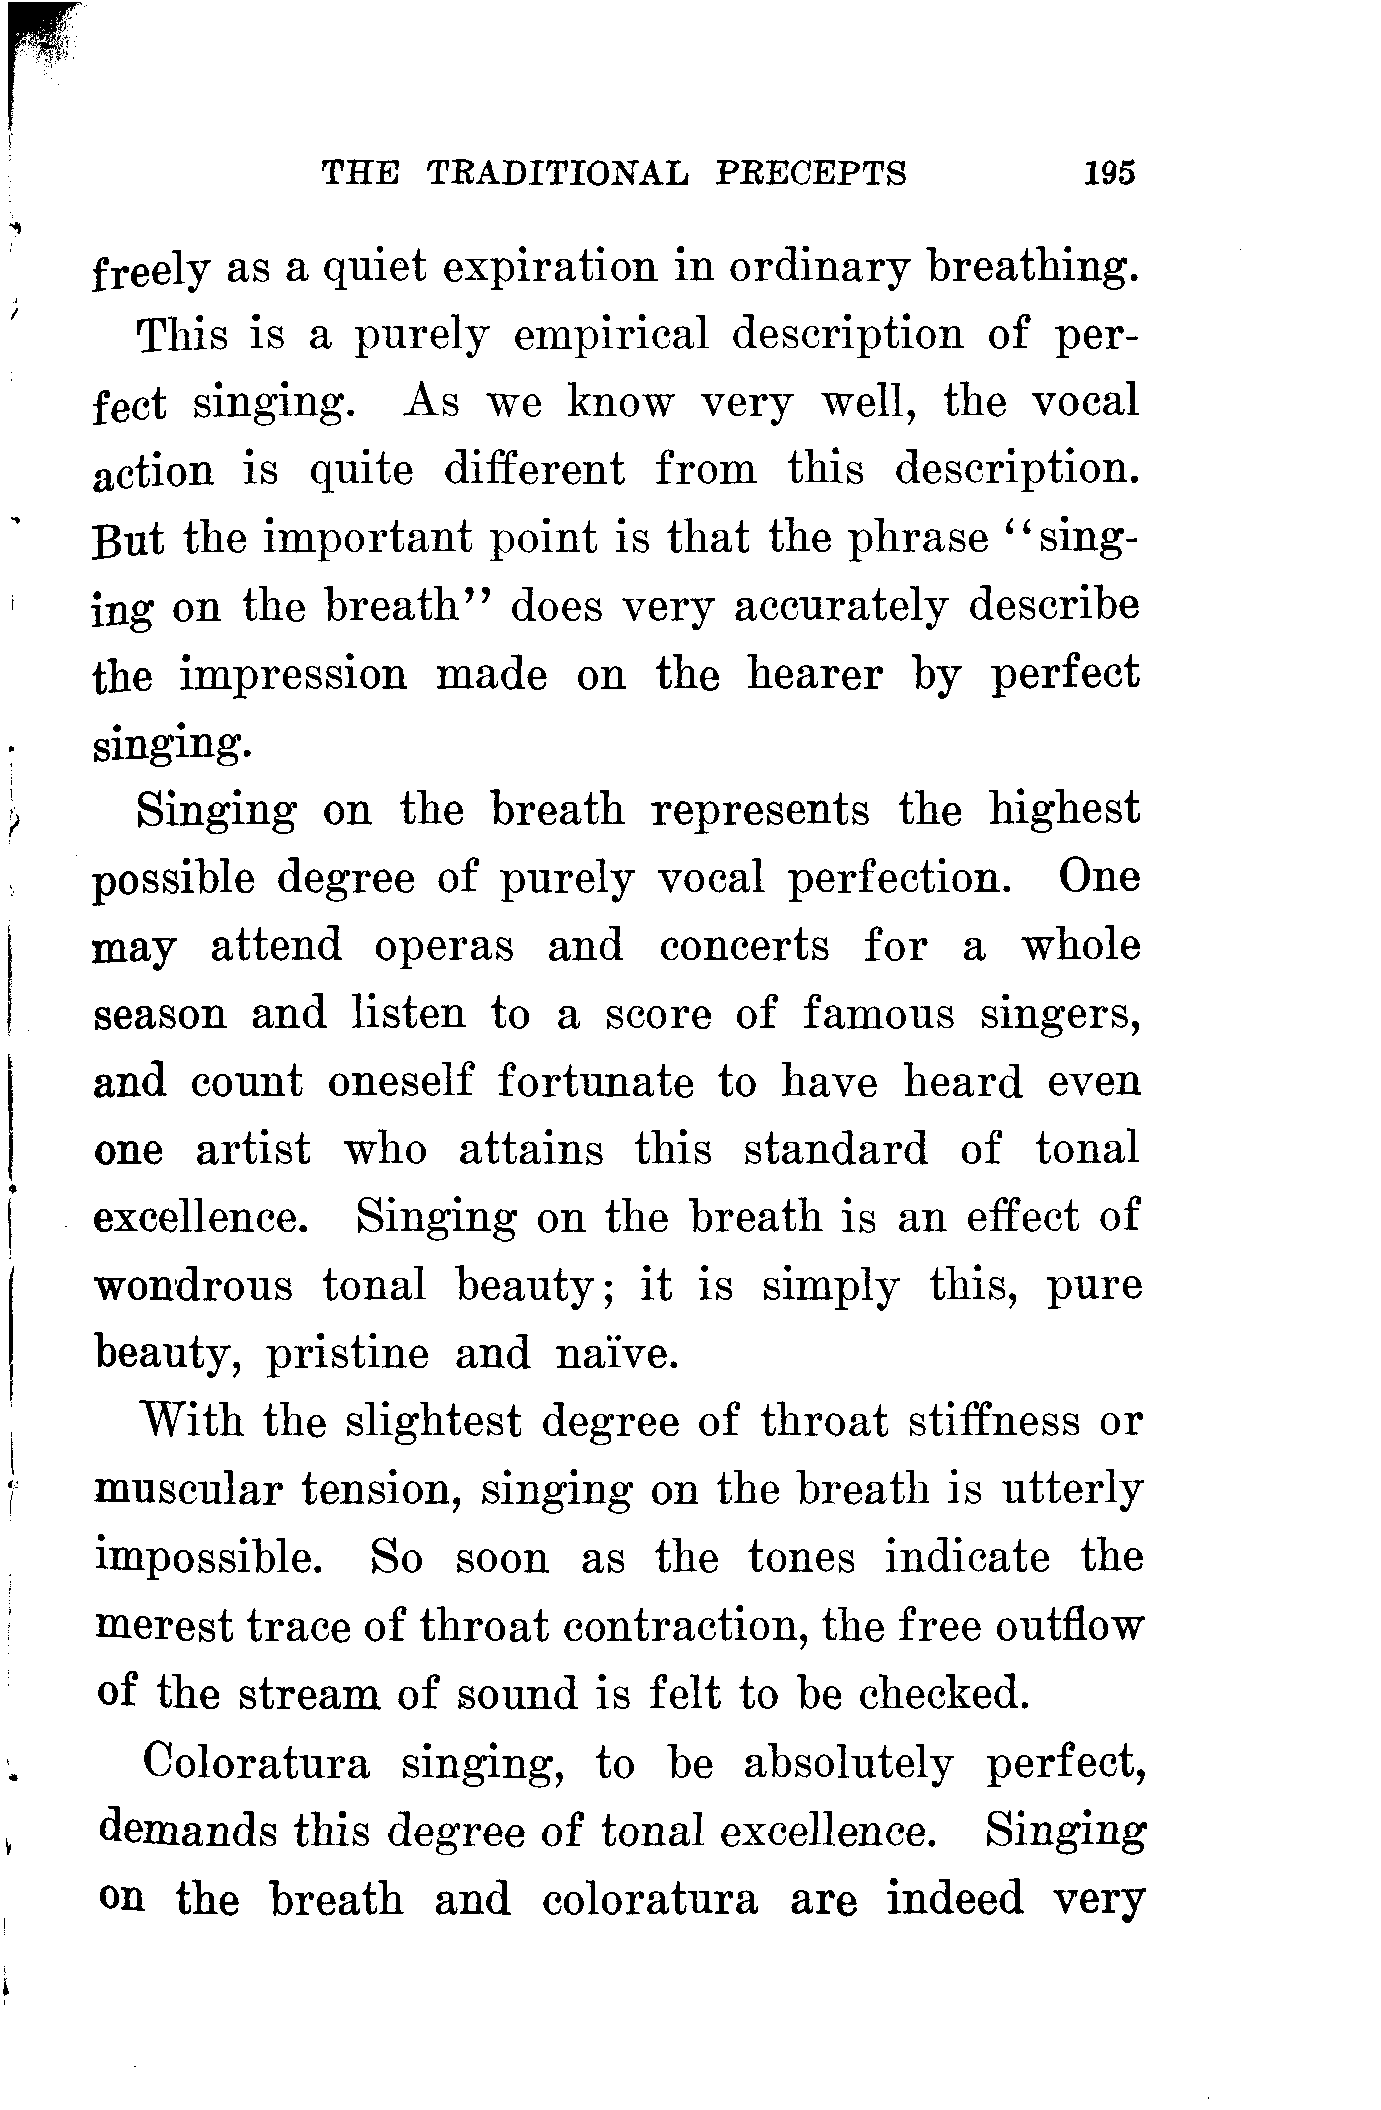 THE TRADITIONAL PRECEPTS 195
freely as a quiet expiration in ordinary breathing.
This is a purely empirical description of per-
fect singing. As we know very well, the vocal
action is quite different from this description.
But the important point is that the phrase "sing-
ing on the breath" does very accurately describe
the impression made on the hearer by perfect
singing.
Singing on the breath represents the highest
possible degree of purely vocal perfection. One
may attend operas and concerts for a whole
season and listen to a score of famous singers,
and count oneself fortunate to have heard even
one artist who attains this standard of tonal
excellence. Singing on the breath is an effect of
wondrous tonal beauty; it is simply this, pure
beauty, pristine and naïve.
With the slightest degree of throat stiffness or
muscular tension, singing on the breath is utterly
impossible. So soon as the tones indicate the
merest trace of throat contraction, the free outflow
of the stream of sound is felt to be checked.
Coloratura singing, to be absolutely perfect,
demands this degree of tonal excellence. Singing
on the breath and coloratura are indeed very